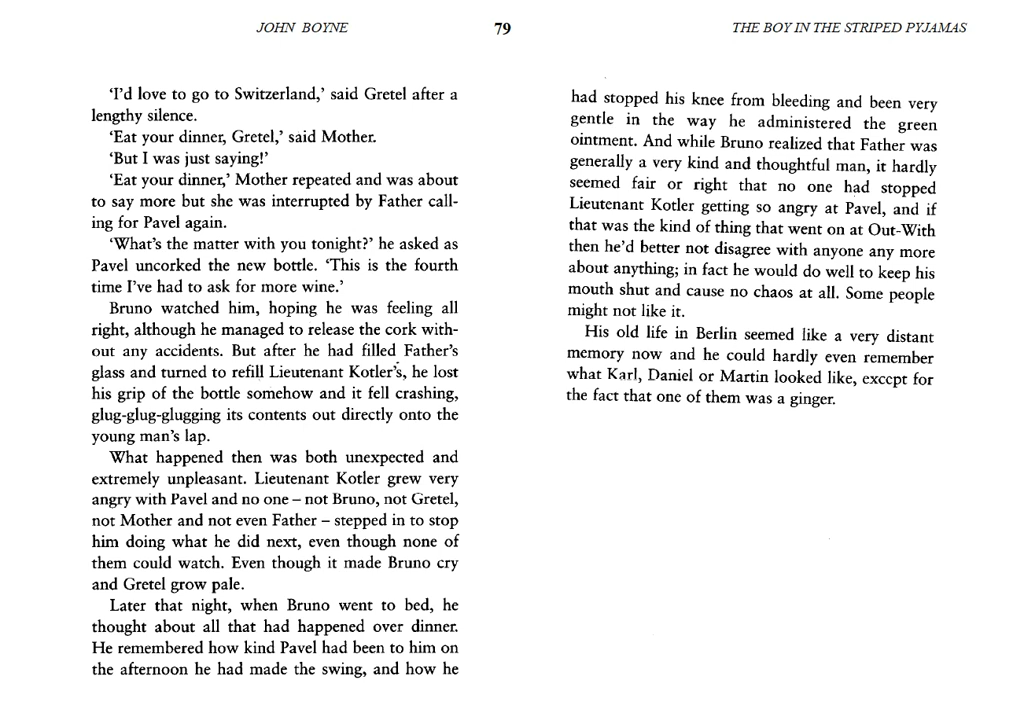 JOHN BOYNE
79
THE BOY IN THE STRIPED PYJAMAS
‘I’d love to go to Switzerland,’ said Gretel after a
lengthy silence.
‘Eat your dinner, Gretel,’ said Mother.
‘But I was just saying!’
‘Eat your dinner,’ Mother repeated and was about
to say more but she was interrupted by Father call-
ing for Pavel again.
‘What’s the matter with you tonight?’ he asked as
Pavel uncorked the new bottle. ‘This is the fourth
time I’ve had to ask for more wine.’
Bruno watched him, hoping he was feeling all
right, although he managed to release the cork with-
out any accidents. But after he had filled Father’s
glass and turned to refill Lieutenant Kotler’s, he lost
his grip of the bottle somehow and it fell crashing,
glug-glug-glugging its contents out directly onto the
young man’s lap.
What happened then was both unexpected and
extremely unpleasant. Lieutenant Kotler grew very
angry with Pavel and no one – not Bruno, not Gretel,
not Mother and not even Father – stepped in to stop
him doing what he did next, even though none of
them could watch. Even though it made Bruno cry
and Gretel grow pale.
Later that night, when Bruno went to bed, he
thought about all that had happened over dinner.
He remembered how kind Pavel had been to him on
the afternoon he had made the swing, and how he
had stopped his knee from bleeding and been very
gentle in the way he administered the green
ointment. And while Bruno realized that Father was
generally a very kind and thoughtful man, it hardly
seemed fair or right that no one had stopped
Lieutenant Kotler getting so angry at Pavel, and if
that was the kind of thing that went on at Out-With
then he’d better not disagree with anyone any more
about anything; in fact he would do well to keep his
mouth shut and cause no chaos at all. Some people
might not like it.
His old life in Berlin seemed like a very distant
memory now and he could hardly even remember
what Karl, Daniel or Martin looked like, except for
the fact that one of them was a ginger.